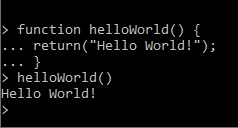 > function helloWorld() {
... return("Hello World!");
... }
> helloWorld()
Hello World!
>